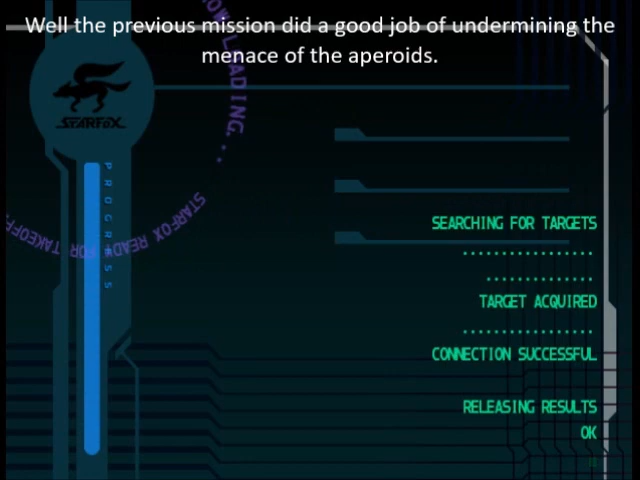 Well the previous mission did a good job of undermining the
menace of the aperoids.
NOW LOADING...
STARFOX
PROGRESS
STARFOX READY FOR TAKEOFF
SEARCHING FOR TARGETS
.................
..............
TARGET ACQUIRED
.................
CONNECTION SUCCESSFUL
RELEASING RESULTS
OK